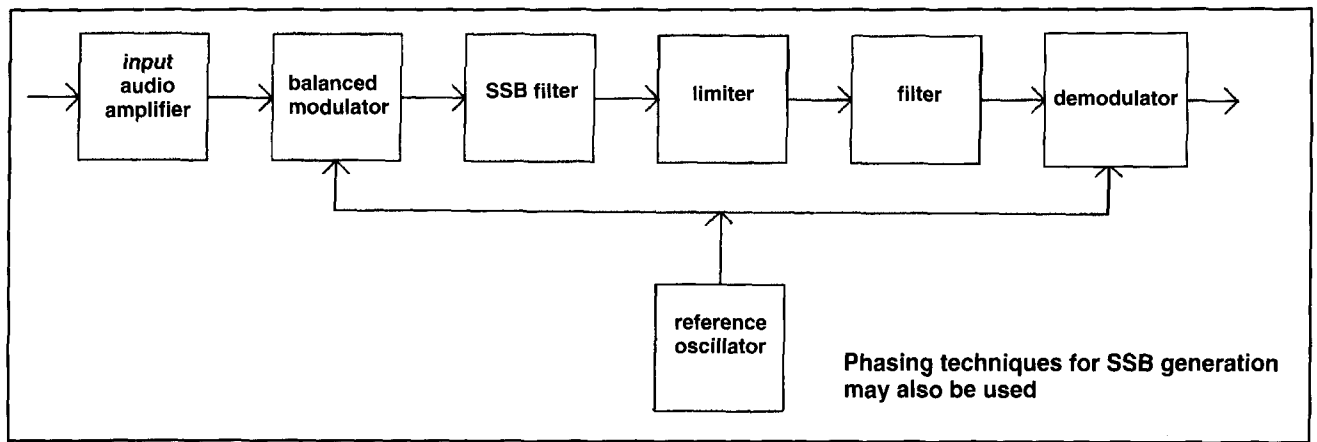 input
audio
amplifier
balanced
modulator
SSB filter
limiter
filter
demodulator
reference
oscillator
Phasing techniques for SSB generation
may also be used